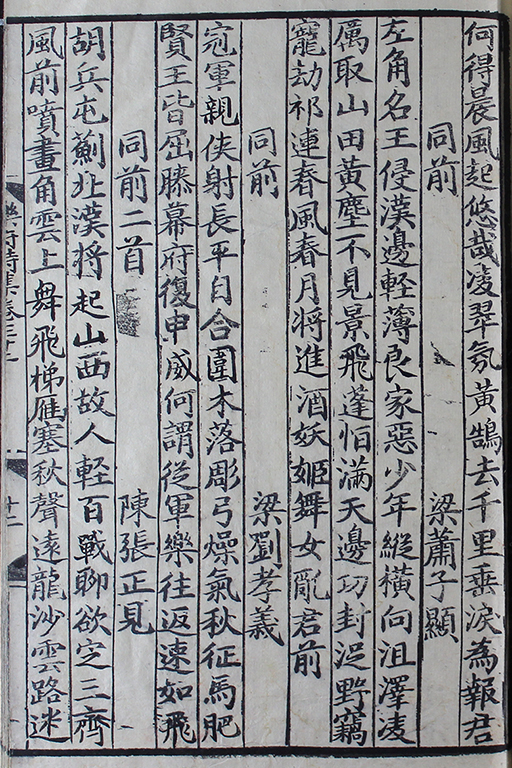 何得晨風起悠哉凌翠氛黄鵠去千里垂淚為報君
同前 梁蕭子顯
左角名王侵漢邊輕薄良家惡少年縱橫向沮澤凌
厲取山田黄塵不見景飛蓬恒滿天邊功封浞野竊
寵劫祁連春風春月將進酒妖姬舞女亂君前
同前 梁劉孝義
冠軍親俠射長平自合圍木落彫弓燥氣秋征馬肥
賢王皆屈膝幕府復申威何謂從軍樂往返速如飛
同前二首 陳張正見
胡兵屯薊北漢將起山西故人輕百戰聊欲定三齊
風前噴畫角雲上舞飛梯雁塞秋聲遠龍沙雲路迷
樂府詩集卷三十二
廿二